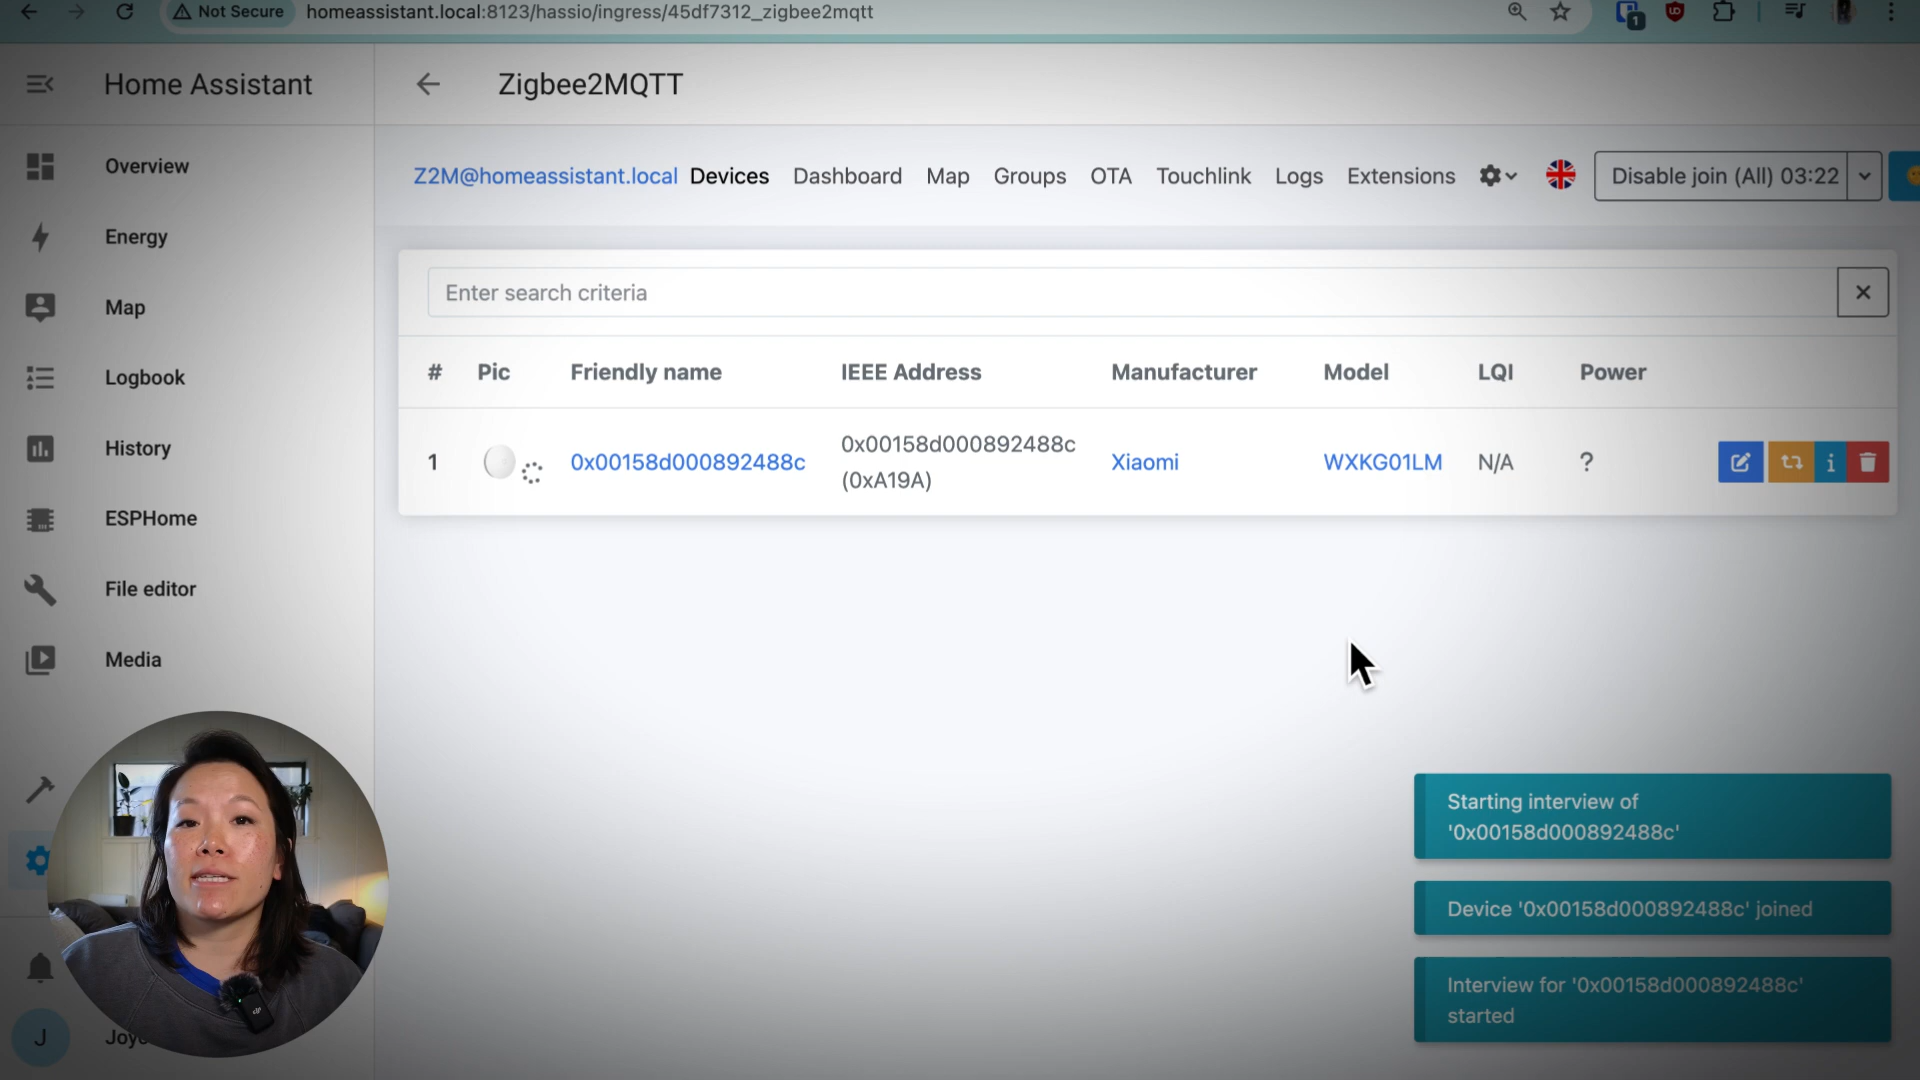 Not Secure homeassistant.local:8123/hassio/ingress/45df7312_zigbee2mqtt
1
Home Assistant
Zigbee2MQTT
Overview
Energy
Map
Logbook
History
ESPHome
File editor
Media
J
Z2M@homeassistant.local Devices Dashboard Map Groups OTA Touchlink Logs Extensions Disable join (All) 03:22
Enter search criteria
# Pic Friendly name IEEE Address Manufacturer Model LQI Power
1 0x00158d000892488c 0x00158d000892488c Xiaomi WXKG01LM N/A ?
(0xA19A)
Starting interview of
'0x00158d000892488c'
Device '0x00158d000892488c' joined
Interview for '0x00158d000892488c'
started